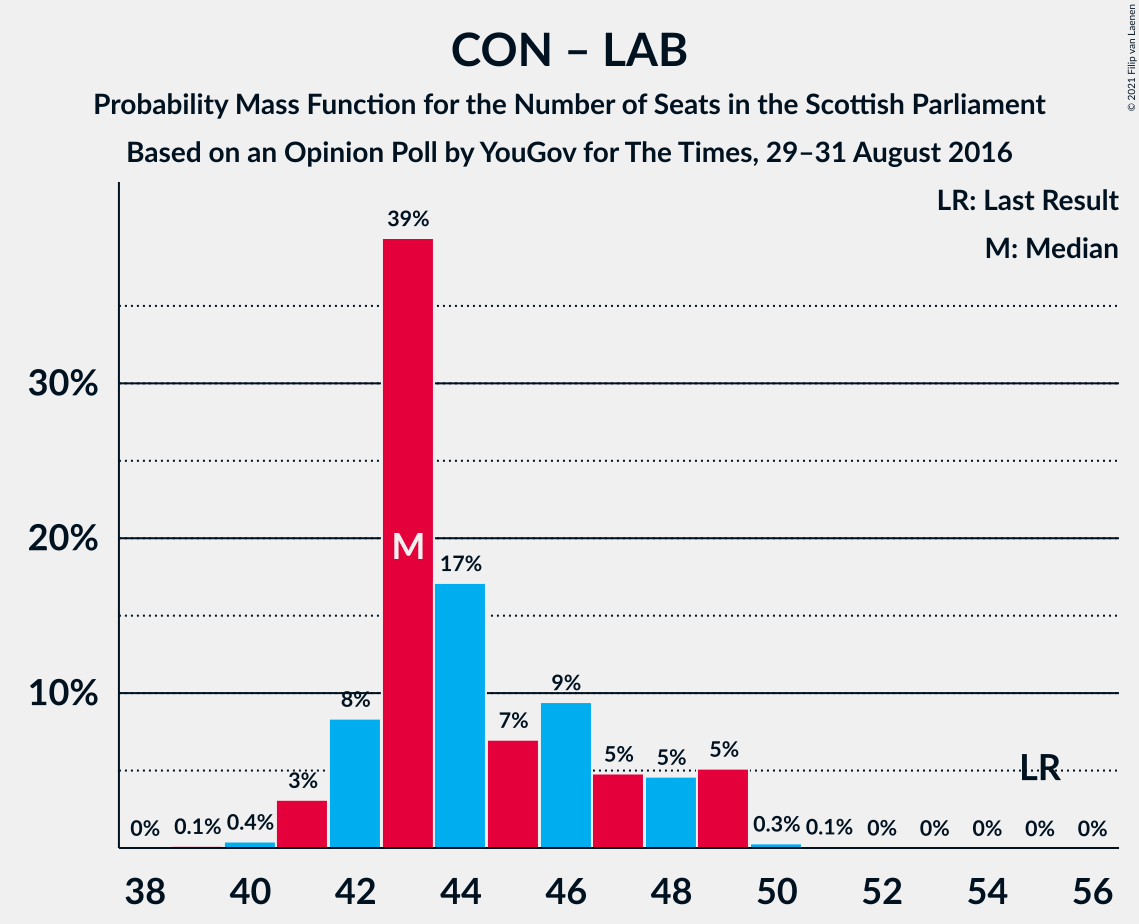 CON – LAB
Probability Mass Function for the Number of Seats in the Scottish Parliament
Based on an Opinion Poll by YouGov for The Times, 29–31 August 2016
© 2021 Filip van Laenen
LR: Last Result
M: Median
39%
30%
20%
M
17%
10%
8%
9%
7%
5%
5%
5%
LR
3%
0%
0.1%
0.4%
0.3%
0.1%
0%
0%
0%
0%
0%
38 40 42 44 46 48 50 52 54 56